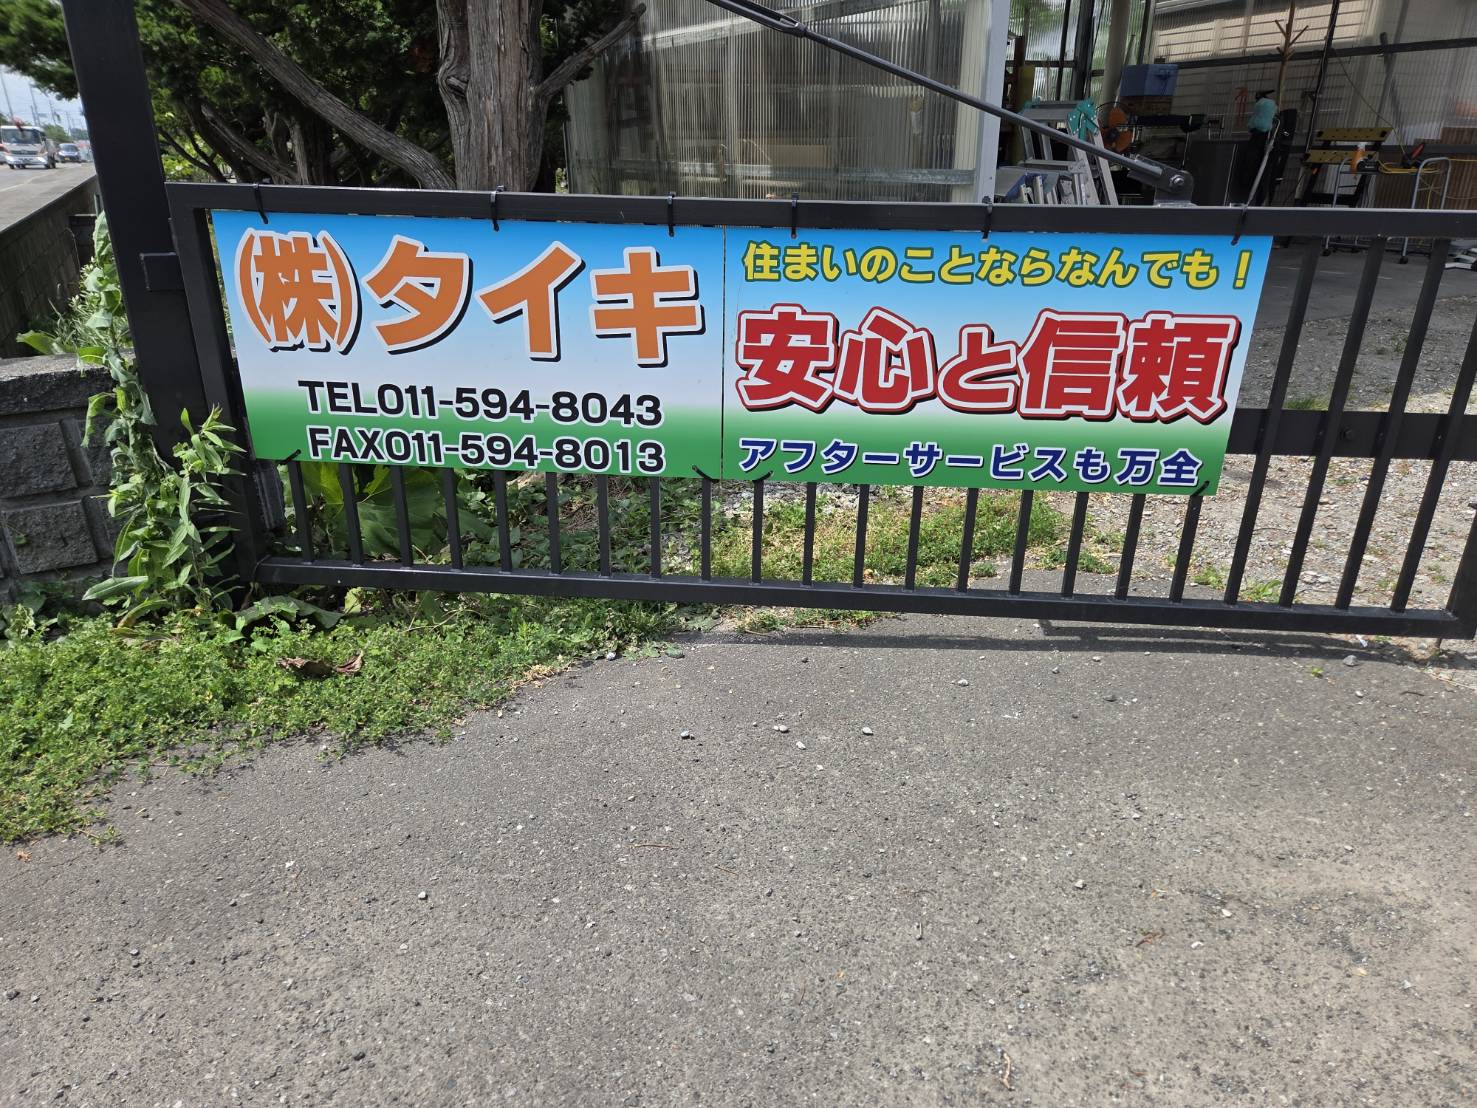 (株)タイキ
TEL011-594-8043
FAX011-594-8013
住まいのことならなんでも！
安心と信頼
アフターサービスも万全